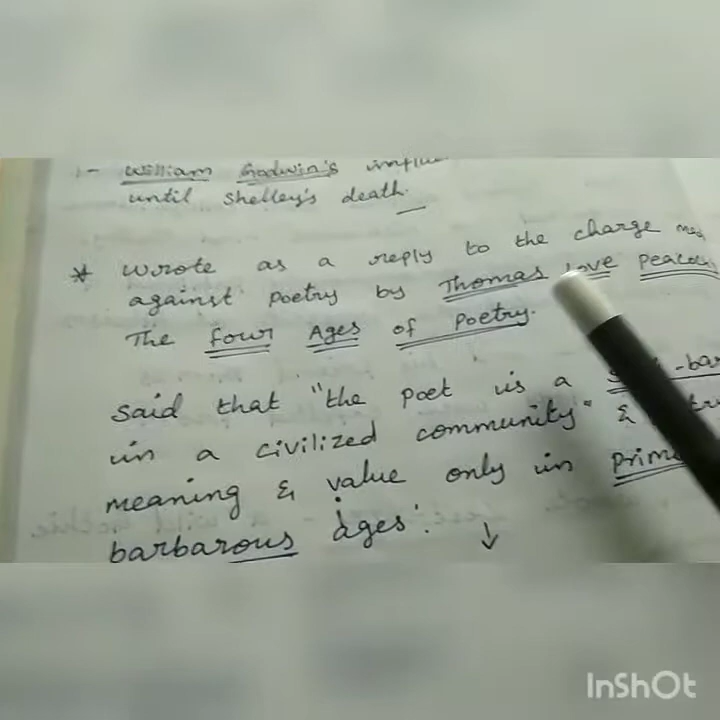 - William Godwin's
until Shelley's death.
* wrote as a reply to the charge
against poetry by Thomas Love Peacock
The Four Ages of Poetry.
said that "the poet is a
in a civilized community" &
meaning & value only in
barbarous ages'.
InShOt